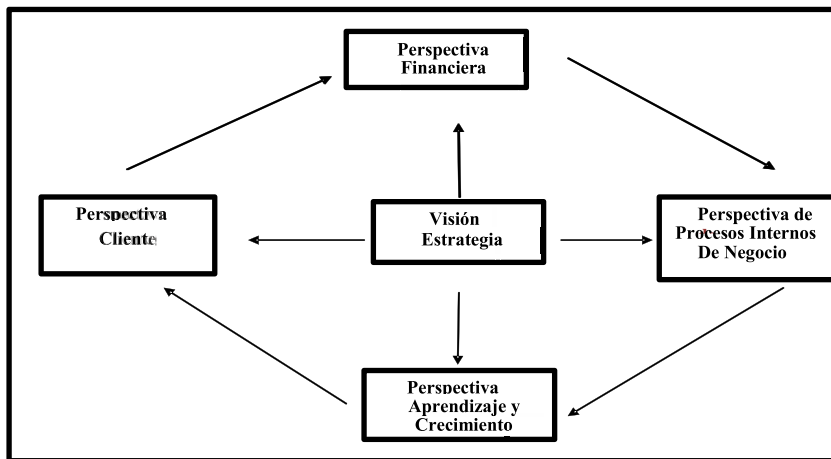 Perspectiva
Financiera
Perspectiva
Cliente
Visión
Estrategia
Perspectiva de
Procesos Internos
De Negocio
Perspectiva
Aprendizaje y
Crecimiento